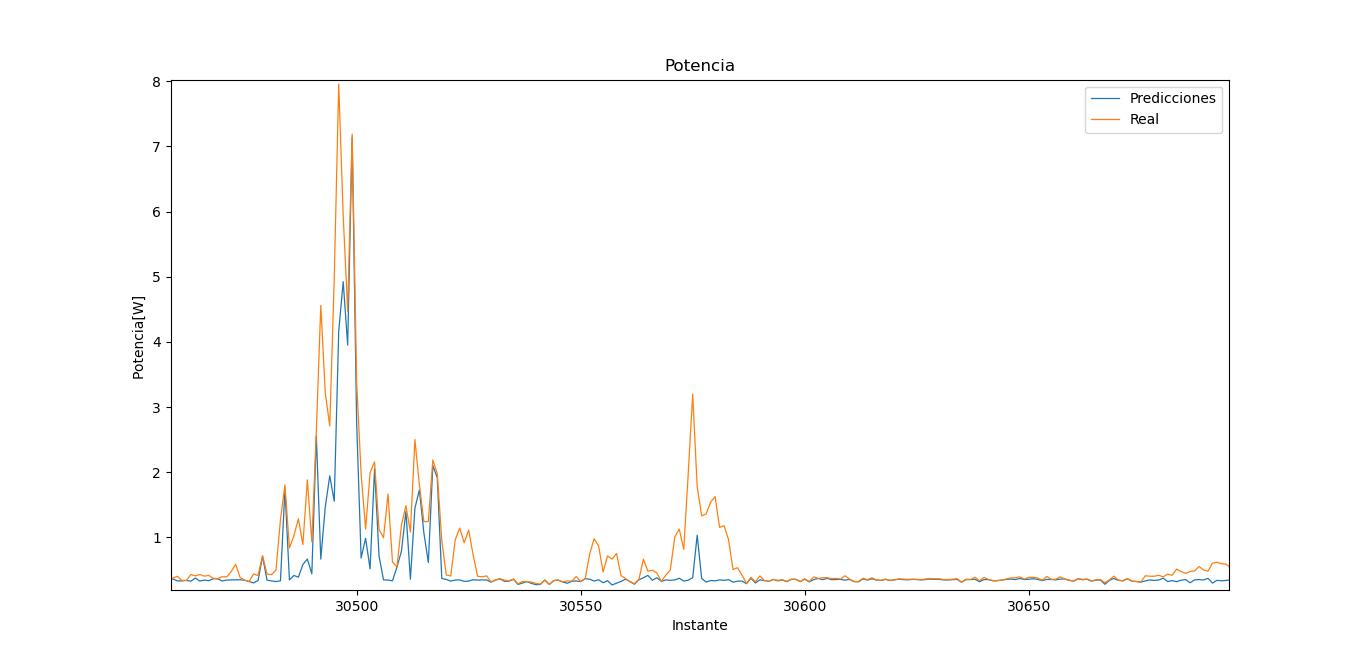 Potencia
Predicciones
Real
Potencia[W]
8
7
6
5
4
3
2
1
30500
30550
30600
30650
Instante